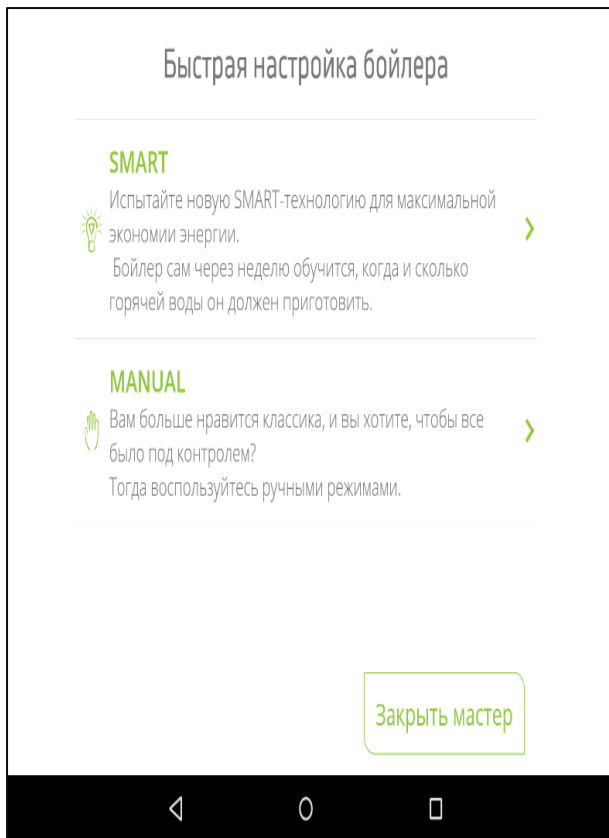 Быстрая настройка бойлера
SMART
Испытайте новую SMART-технологию для максимальной
экономии энергии.
Бойлер сам через неделю обучится, когда и сколько
горячей воды он должен приготовить.
MANUAL
Вам больше нравится классика, и вы хотите, чтобы все
было под контролем?
Тогда воспользуйтесь ручными режимами.
Закрыть мастер